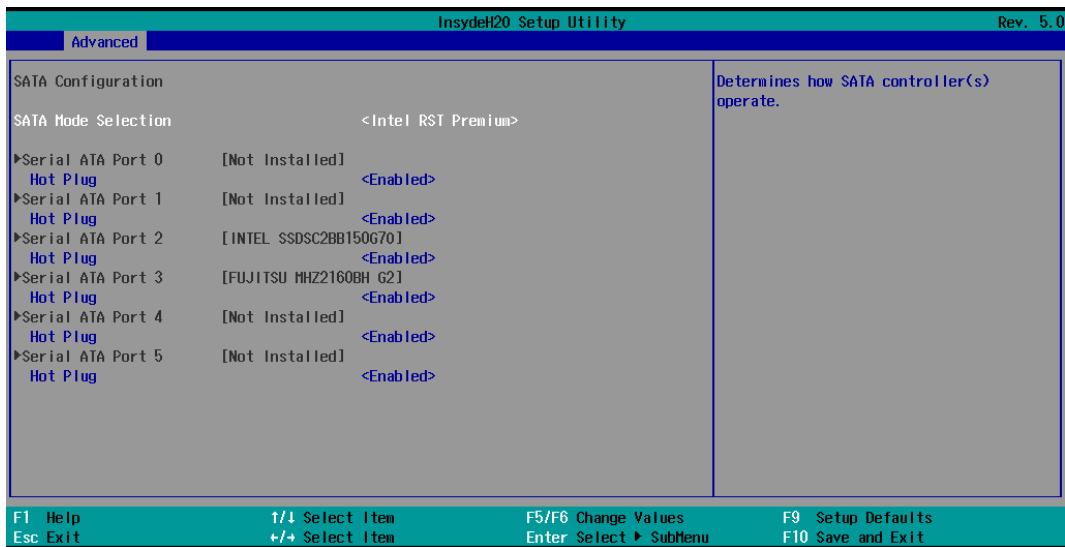 InsydeH20 Setup Utility Rev. 5.0
Advanced
SATA Configuration
SATA Mode Selection <Intel RST Premium>
▶Serial ATA Port 0 [Not Installed]
Hot Plug <Enabled>
▶Serial ATA Port 1 [Not Installed]
Hot Plug <Enabled>
▶Serial ATA Port 2 [INTEL SSDSC2BB150G70]
Hot Plug <Enabled>
▶Serial ATA Port 3 [FUJITSU MHZ2160BH G2]
Hot Plug <Enabled>
▶Serial ATA Port 4 [Not Installed]
Hot Plug <Enabled>
▶Serial ATA Port 5 [Not Installed]
Hot Plug <Enabled>
Determines how SATA controller(s)
operate.
F1 Help ↑/↓ Select Item F5/F6 Change Values F9 Setup Defaults
Esc Exit ←/→ Select Item Enter Select ▶ SubMenu F10 Save and Exit